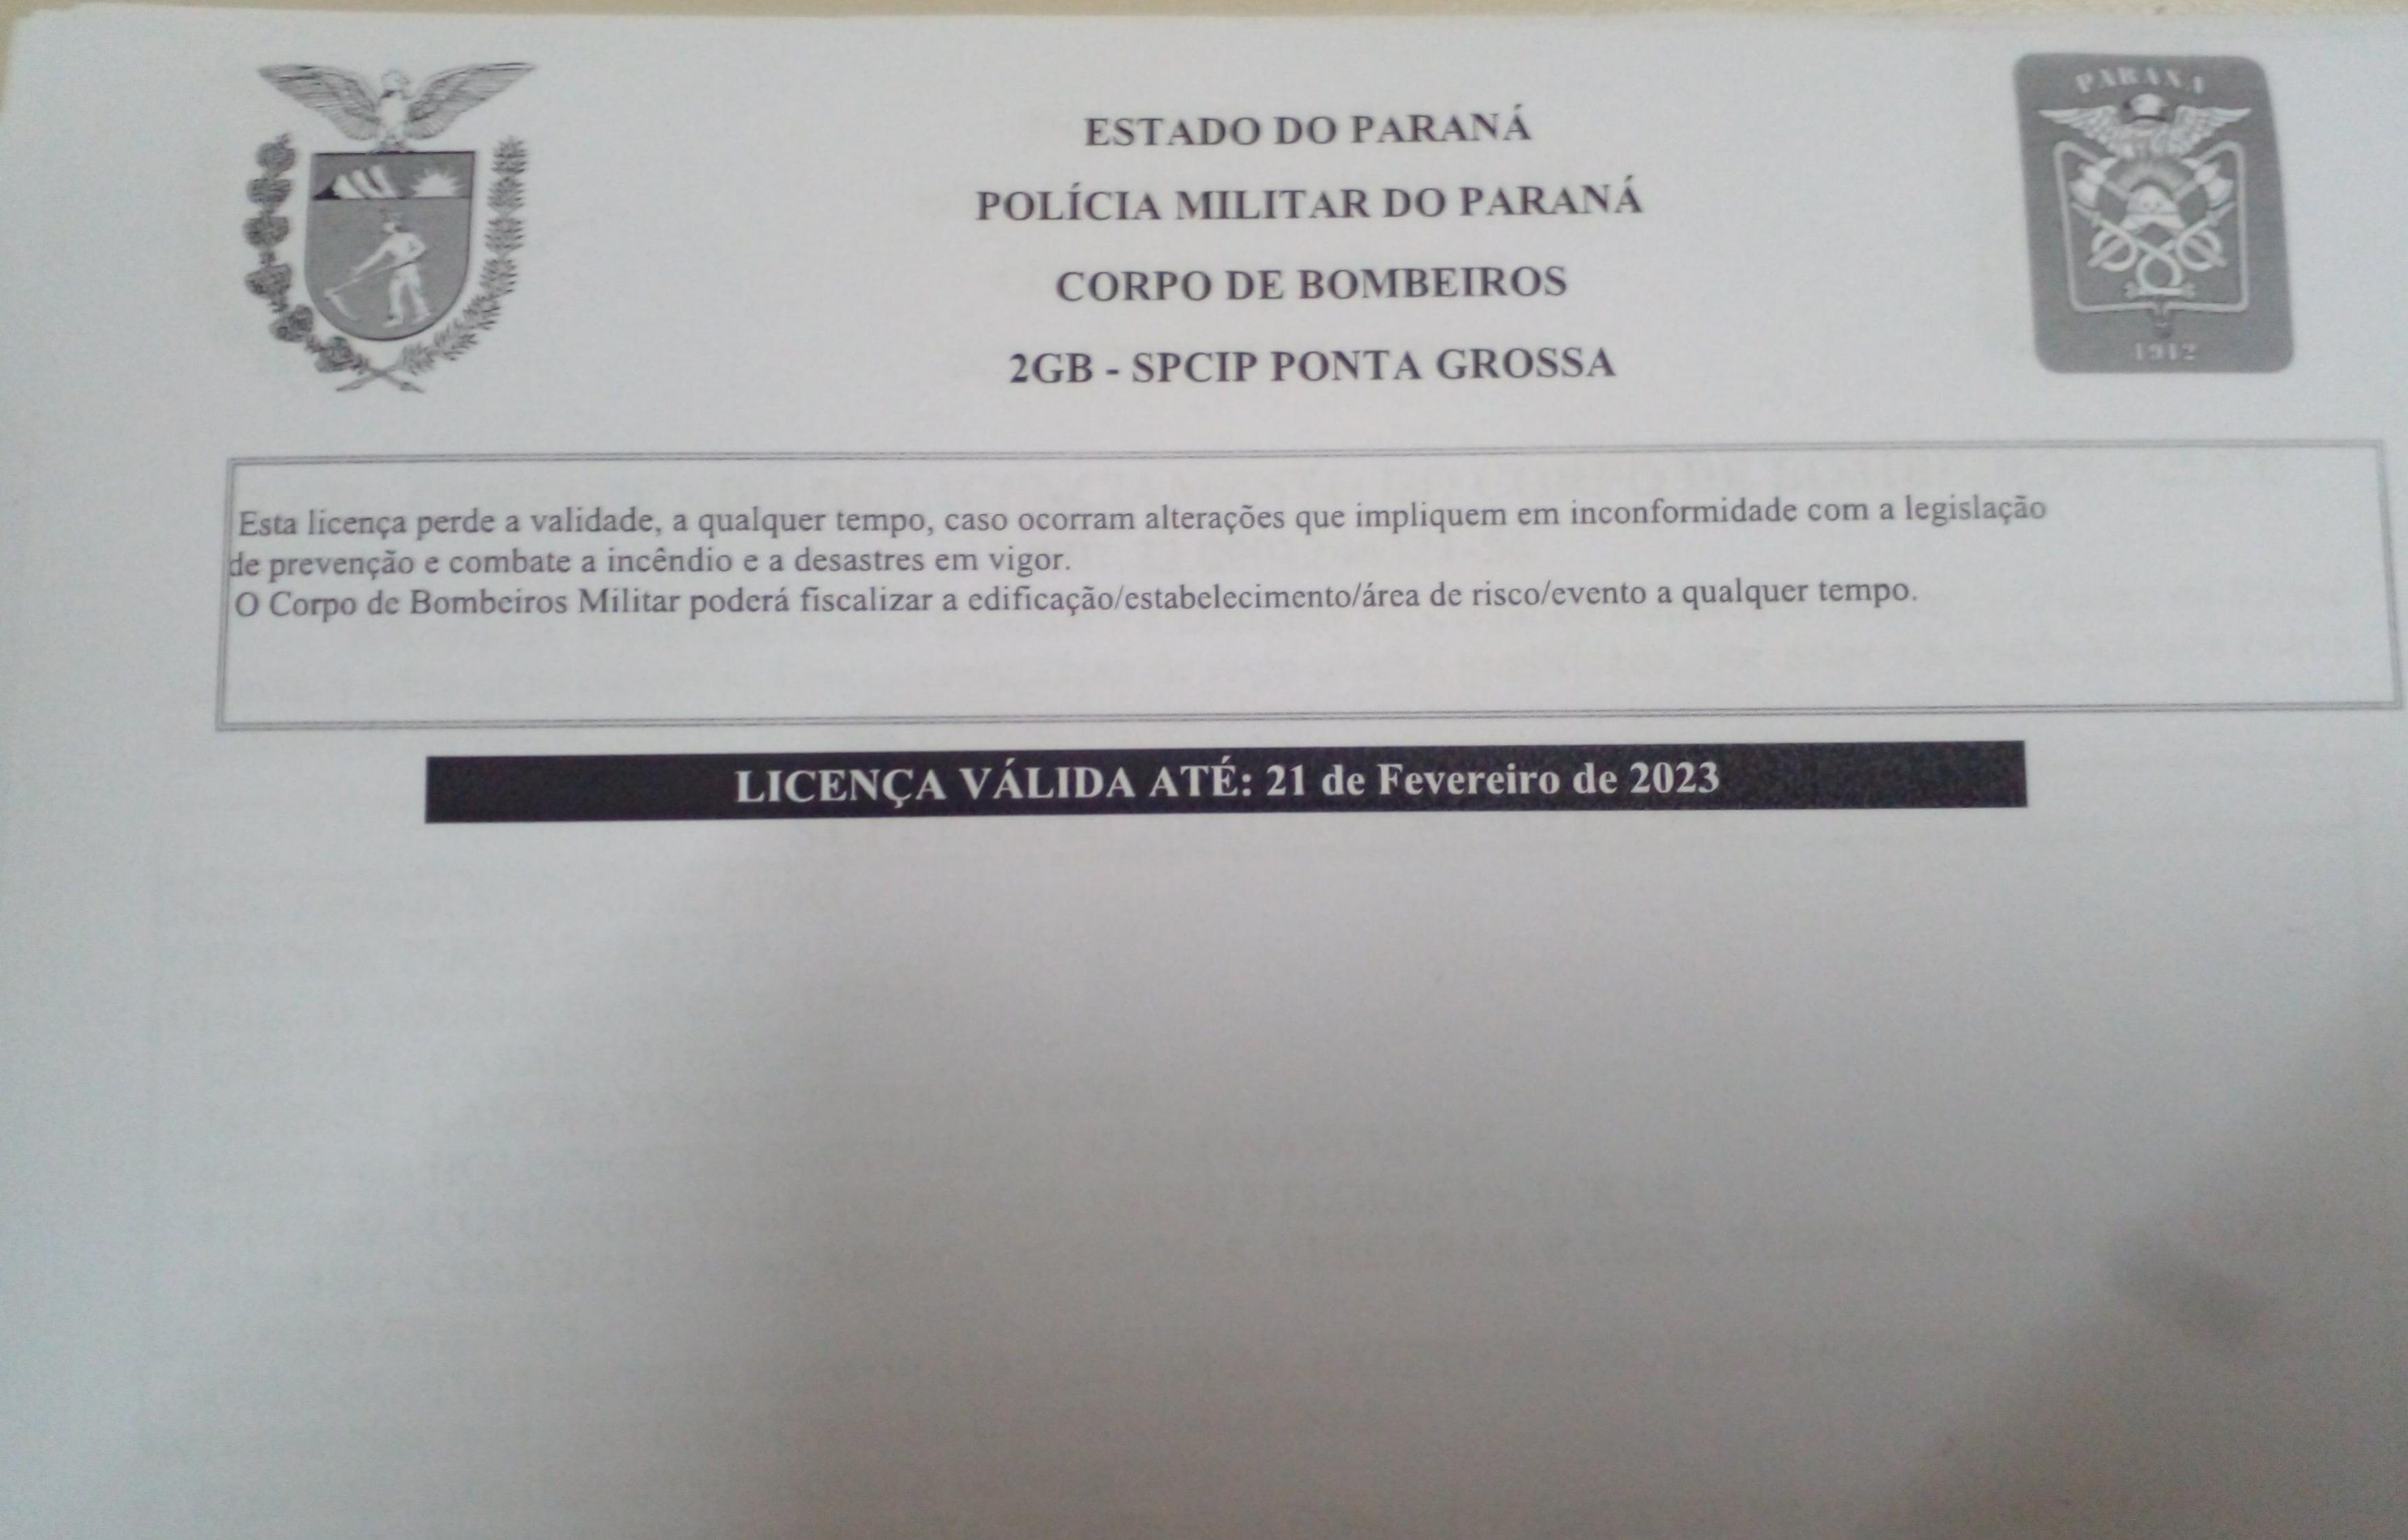 PARANÁ
1912
ESTADO DO PARANÁ
POLÍCIA MILITAR DO PARANÁ
CORPO DE BOMBEIROS
2GB - SPCIP PONTA GROSSA
Esta licença perde a validade, a qualquer tempo, caso ocorram alterações que impliquem em inconformidade com a legislação
de prevenção e combate a incêndio e a desastres em vigor.
O Corpo de Bombeiros Militar poderá fiscalizar a edificação/estabelecimento/área de risco/evento a qualquer tempo.
LICENÇA VÁLIDA ATÉ: 21 de Fevereiro de 2023